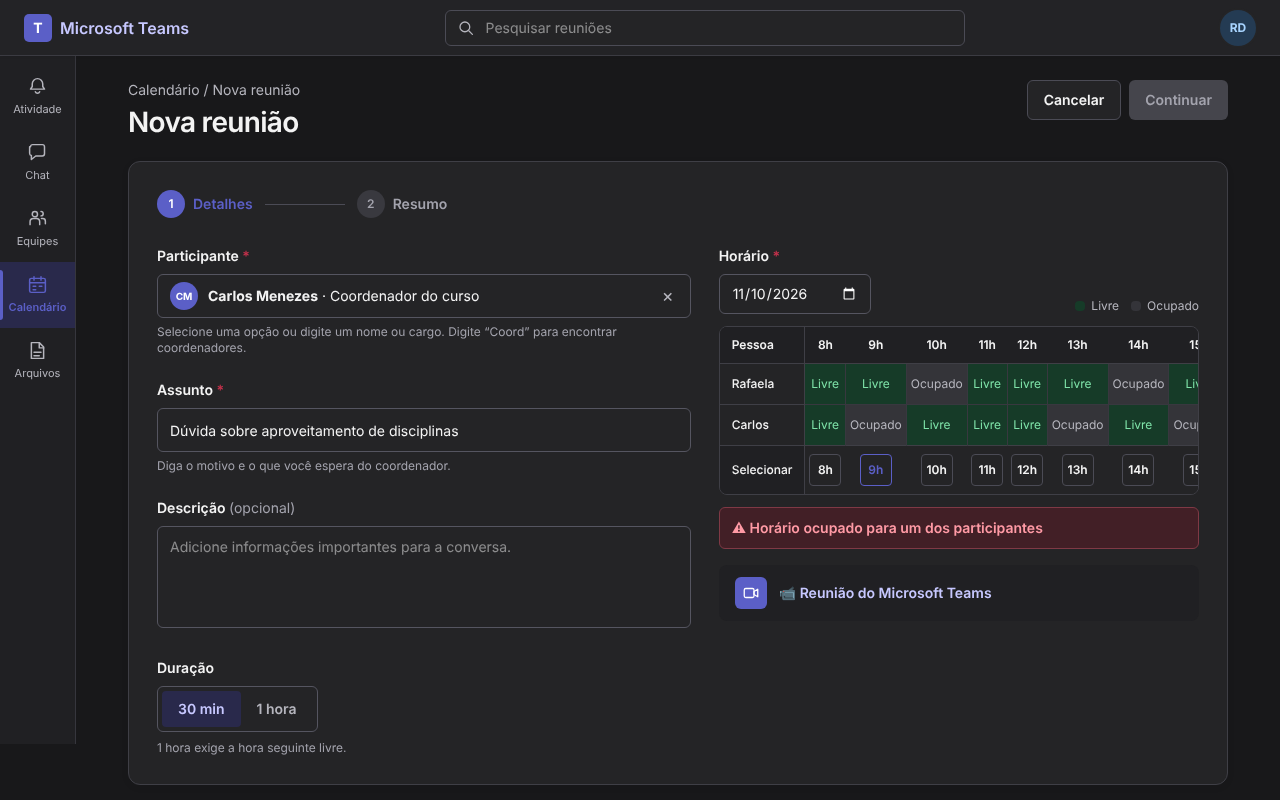 T Microsoft Teams
Pesquisar reuniões
RD
Atividade
Chat
Equipes
Calendário
Arquivos
Calendário / Nova reunião
Nova reunião
Cancelar
Continuar
1 Detalhes
2 Resumo
Participante *
CM Carlos Menezes · Coordenador do curso
Selecione uma opção ou digite um nome ou cargo. Digite “Coord” para encontrar
coordenadores.
Assunto *
Dúvida sobre aproveitamento de disciplinas
Diga o motivo e o que você espera do coordenador.
Descrição (opcional)
Adicione informações importantes para a conversa.
Duração
30 min 1 hora
1 hora exige a hora seguinte livre.
Horário *
11/10/2026
Livre Ocupado
Pessoa 8h 9h 10h 11h 12h 13h 14h
Rafaela Livre Livre Ocupado Livre Livre Livre Ocupado
Carlos Livre Ocupado Livre Livre Livre Ocupado Livre
Selecionar 8h 9h 10h 11h 12h 13h 14h
Horário ocupado para um dos participantes
Reunião do Microsoft Teams